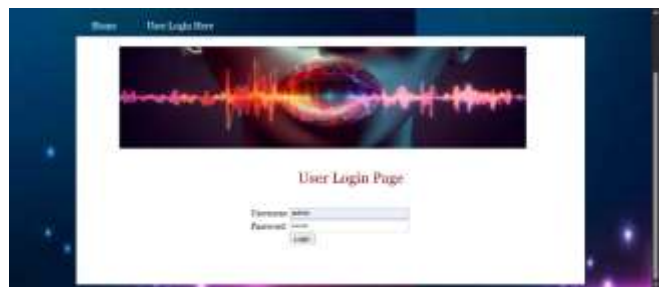 Home User Login Here
User Login Page
Username admin
Password
Login